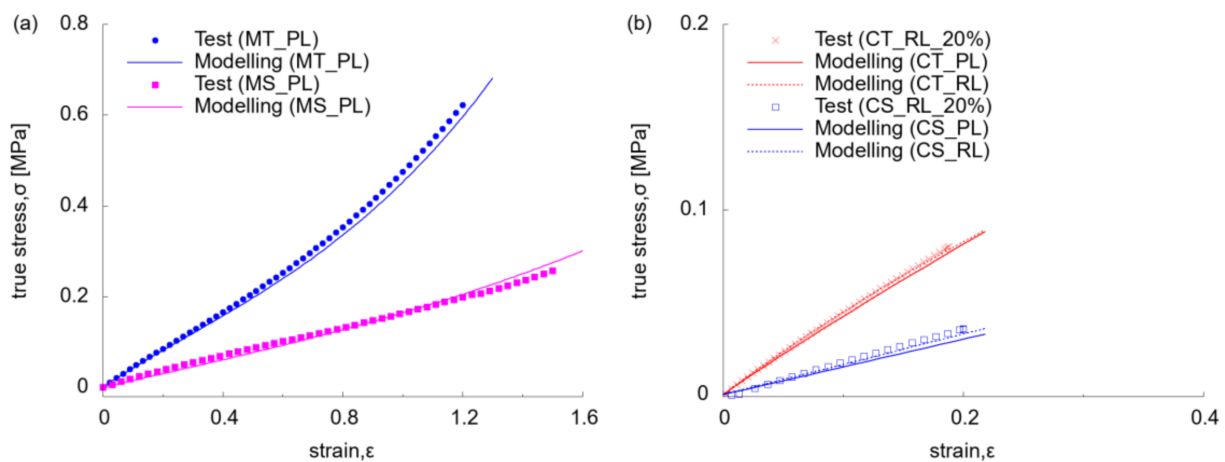 (a)
0.8
0.6
0.4
0.2
0
true stress,σ [MPa]
Test (MT_PL)
Modelling (MT_PL)
Test (MS_PL)
Modelling (MS_PL)
0
0.4
0.8
1.2
1.6
strain,ε
(b)
0.2
0.1
0
true stress,σ [MPa]
Test (CT_RL_20%)
Modelling (CT_PL)
Modelling (CT_RL)
Test (CS_RL_20%)
Modelling (CS_PL)
Modelling (CS_RL)
0
0.2
0.4
strain,ε